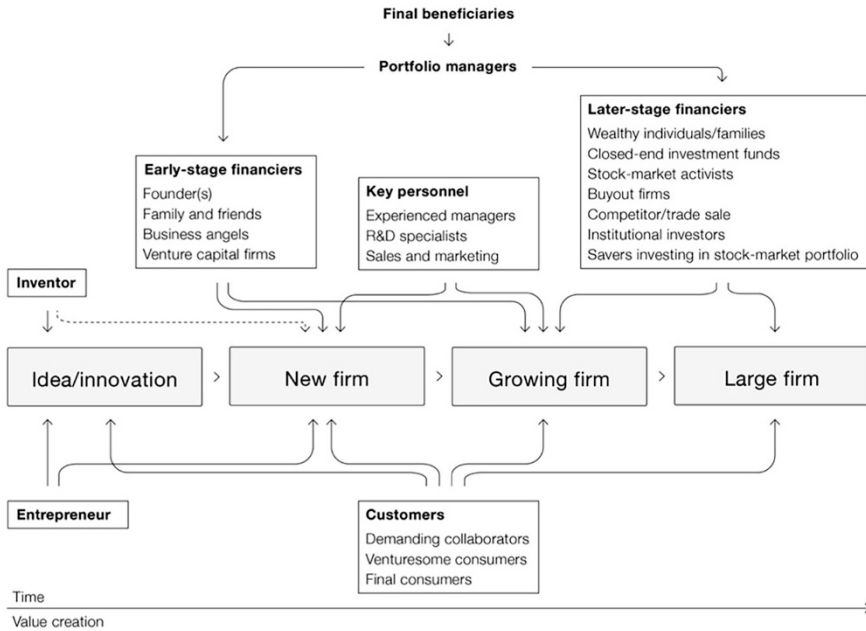 Final beneficiaries
Portfolio managers
Later-stage financiers
Wealthy individuals/families
Closed-end investment funds
Stock-market activists
Buyout firms
Competitor/trade sale
Institutional investors
Savers investing in stock-market portfolio
Early-stage financiers
Founder(s)
Family and friends
Business angels
Venture capital firms
Key personnel
Experienced managers
R&D specialists
Sales and marketing
Inventor
Idea/innovation
New firm
Growing firm
Large firm
Entrepreneur
Customers
Demanding collaborators
Venturesome consumers
Final consumers
Time
Value creation